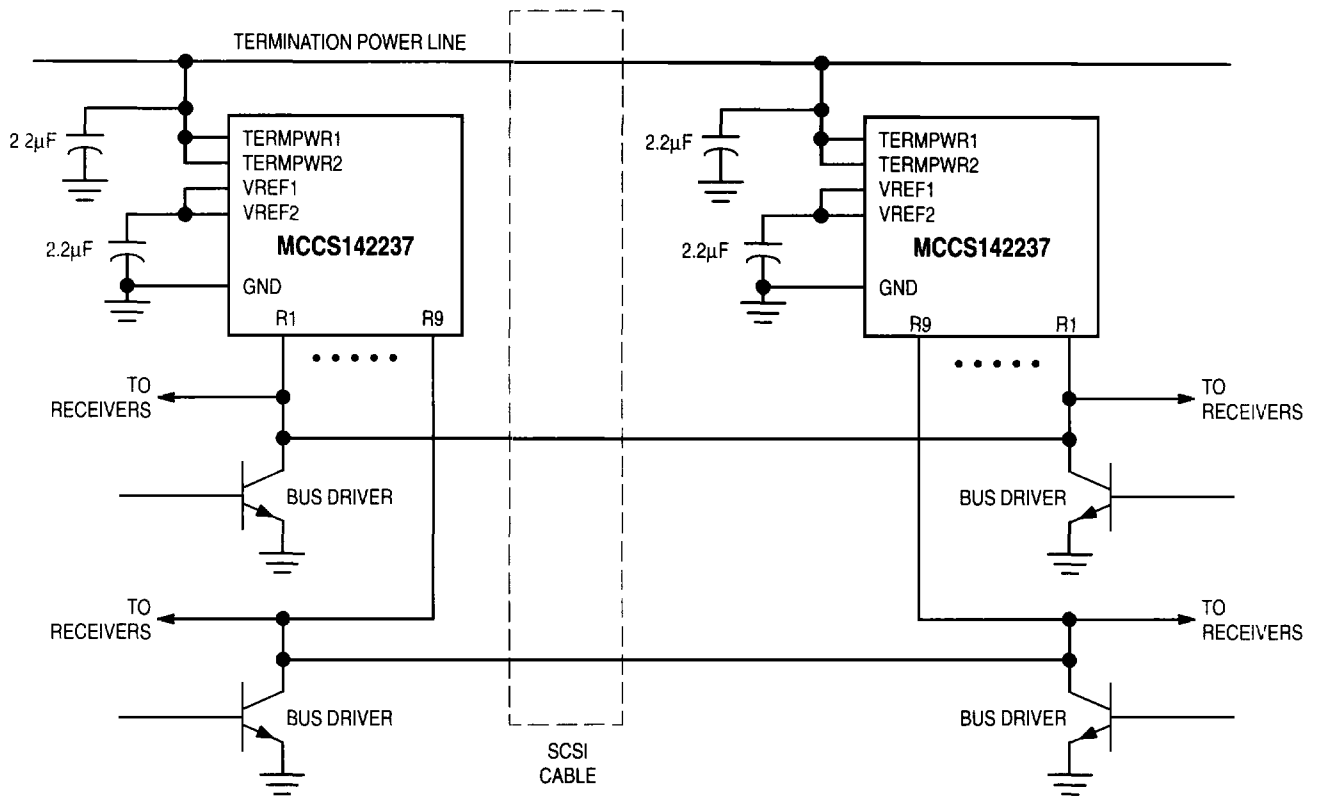 TERMINATION POWER LINE
2 2µF
TERMPWR1
TERMPWR2
VREF1
VREF2
2.2µF
MCCS142237
GND
R1
R9
2.2µF
TERMPWR1
TERMPWR2
VREF1
VREF2
2.2µF
MCCS142237
GND
R9
R1
TO
RECEIVERS
TO
RECEIVERS
BUS DRIVER
BUS DRIVER
TO
RECEIVERS
TO
RECEIVERS
BUS DRIVER
BUS DRIVER
SCSI
CABLE